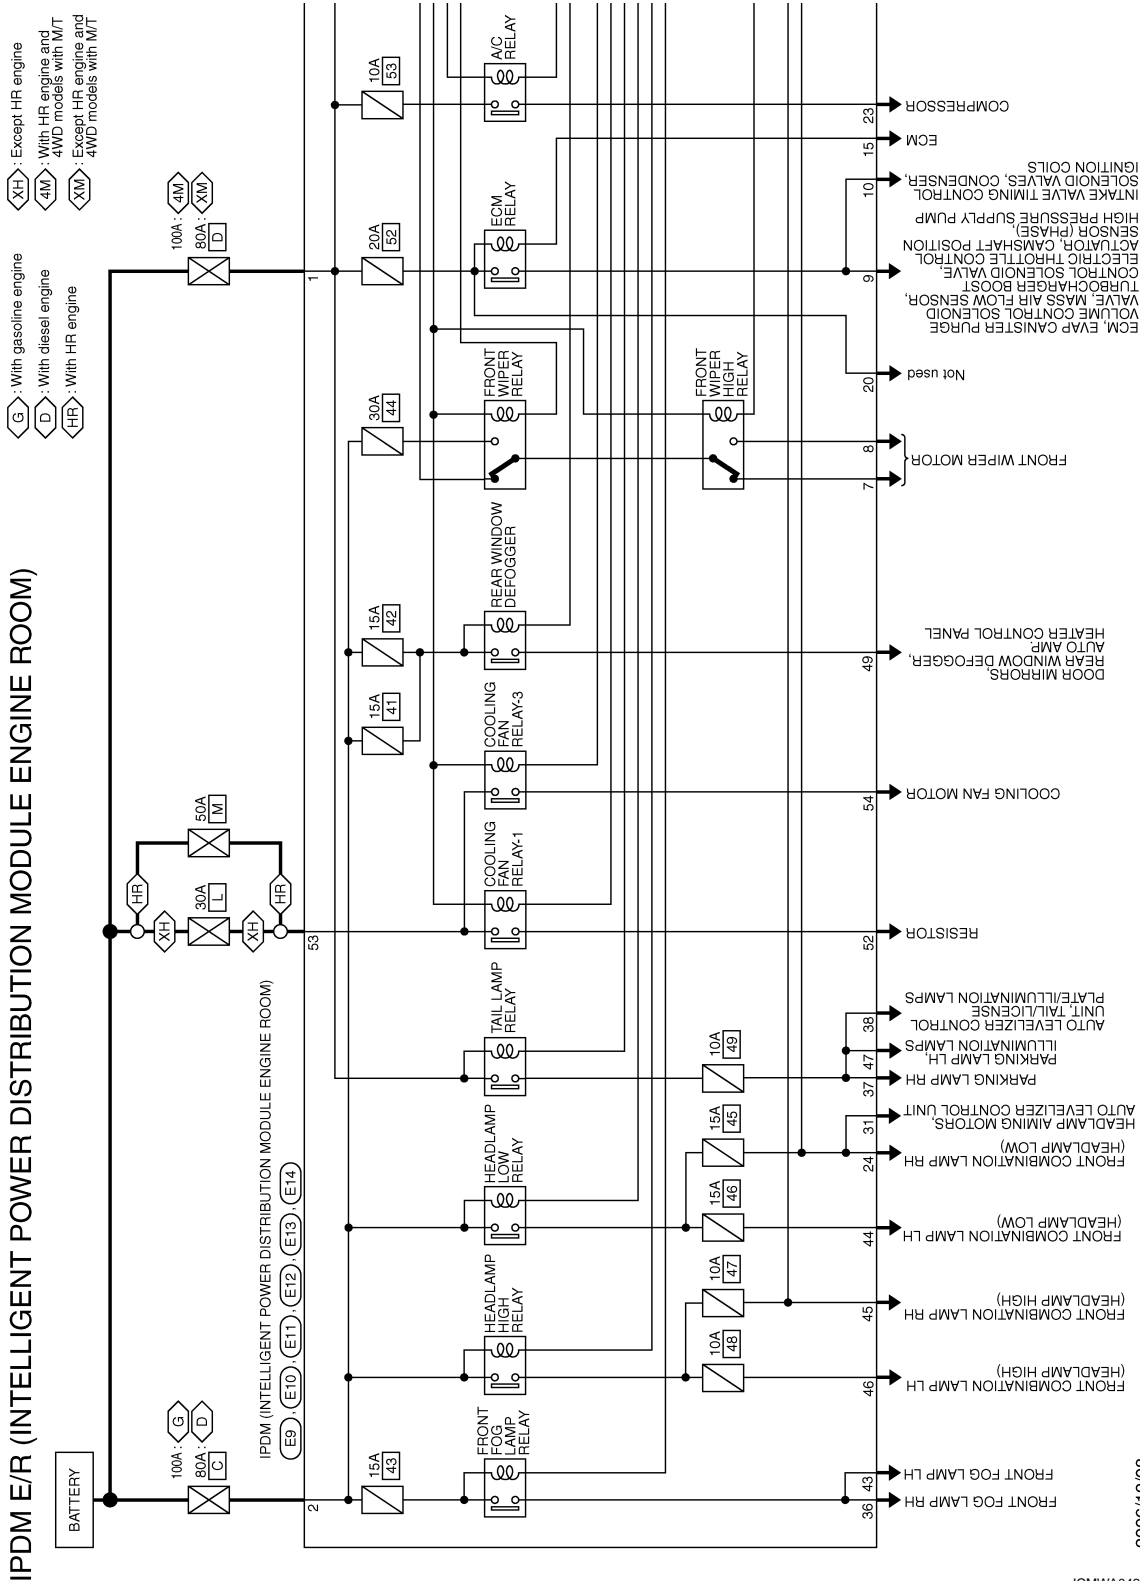 IPDM E/R (INTELLIGENT POWER DISTRIBUTION MODULE ENGINE ROOM)
G : With gasoline engine
D : With diesel engine
HR : With HR engine
XH : Except HR engine
4M : With HR engine and
4WD models with M/T
XM : Except HR engine and
4WD models with M/T
BATTERY
100A : G
80A : D
C
30A
L
50A
M
XH
XH
HR
HR
100A : 4M
80A : XM
D
IPDM (INTELLIGENT POWER DISTRIBUTION MODULE ENGINE ROOM)
E9 , E10 , E11 , E12 , E13 , E14
2
53
1
15A
43
15A
41
15A
42
30A
44
20A
52
10A
53
FRONT
FOG
LAMP
RELAY
HEADLAMP
HIGH
RELAY
HEADLAMP
LOW
RELAY
TAIL LAMP
RELAY
COOLING
FAN
RELAY-1
COOLING
FAN
RELAY-3
REAR WINDOW
DEFOGGER
FRONT
WIPER
RELAY
ECM
RELAY
A/C
RELAY
10A
48
10A
47
15A
46
15A
45
10A
49
FRONT
WIPER
HIGH
RELAY
36
FRONT FOG LAMP RH
43
FRONT FOG LAMP LH
46
FRONT COMBINATION LAMP LH
(HEADLAMP HIGH)
45
FRONT COMBINATION LAMP RH
(HEADLAMP HIGH)
44
FRONT COMBINATION LAMP LH
(HEADLAMP LOW)
24
FRONT COMBINATION LAMP RH
(HEADLAMP LOW)
31
HEADLAMP AIMING MOTORS,
AUTO LEVELIZER CONTROL UNIT
37
PARKING LAMP RH
47
PARKING LAMP LH,
ILLUMINATION LAMPS
38
AUTO LEVELIZER CONTROL
UNIT, TAIL/LICENSE
PLATE/ILLUMINATION LAMPS
52
RESISTOR
54
COOLING FAN MOTOR
49
DOOR MIRRORS,
REAR WINDOW DEFOGGER,
AUTO AMP.
HEATER CONTROL PANEL
7
8
FRONT WIPER MOTOR
20
Not used
9
ECM, EVAP CANISTER PURGE
VOLUME CONTROL SOLENOID
VALVE, MASS AIR FLOW SENSOR,
TURBOCHARGER BOOST
CONTROL SOLENOID VALVE,
ELECTRIC THROTTLE CONTROL
ACTUATOR, CAMSHAFT POSITION
SENSOR (PHASE),
HIGH PRESSURE SUPPLY PUMP
10
INTAKE VALVE TIMING CONTROL
SOLENOID VALVES, CONDENSER,
IGNITION COILS
15
ECM
23
COMPRESSOR